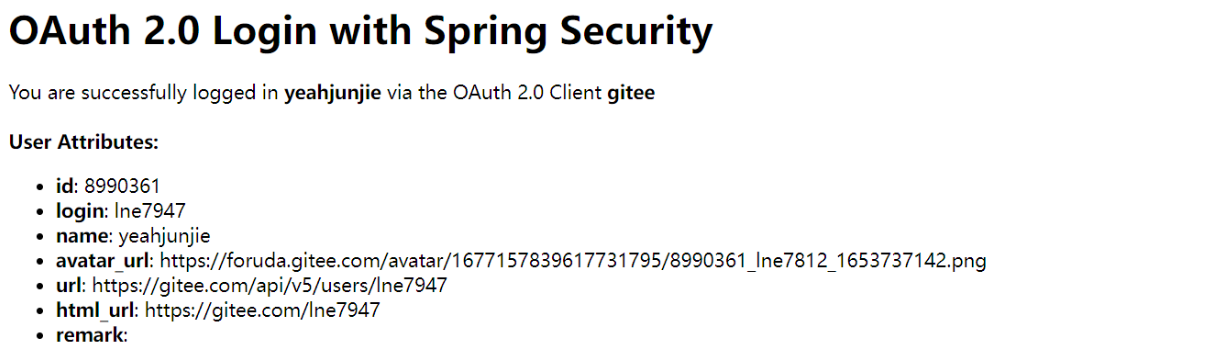 OAuth 2.0 Login with Spring Security
You are successfully logged in yeahjunjie via the OAuth 2.0 Client gitee
User Attributes:
• id: 8990361
• login: lne7947
• name: yeahjunjie
• avatar_url: https://foruda.gitee.com/avatar/1677157839617731795/8990361_lne7812_1653737142.png
• url: https://gitee.com/api/v5/users/lne7947
• html_url: https://gitee.com/lne7947
• remark: